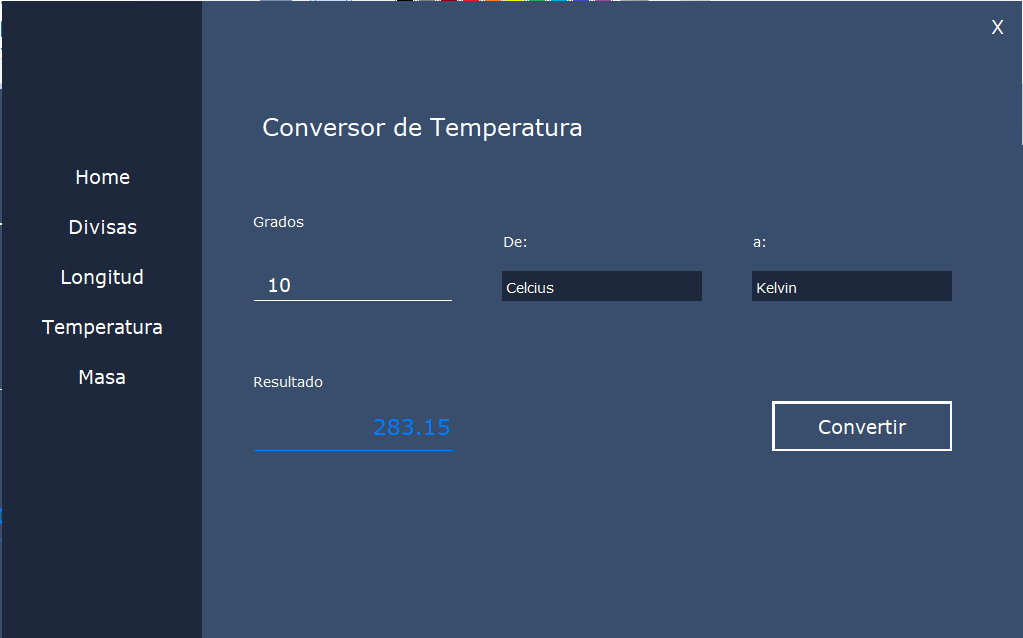 X
Conversor de Temperatura
Home
Divisas
Longitud
Temperatura
Masa
Grados
De:
a:
10
Celcius
Kelvin
Resultado
283.15
Convertir